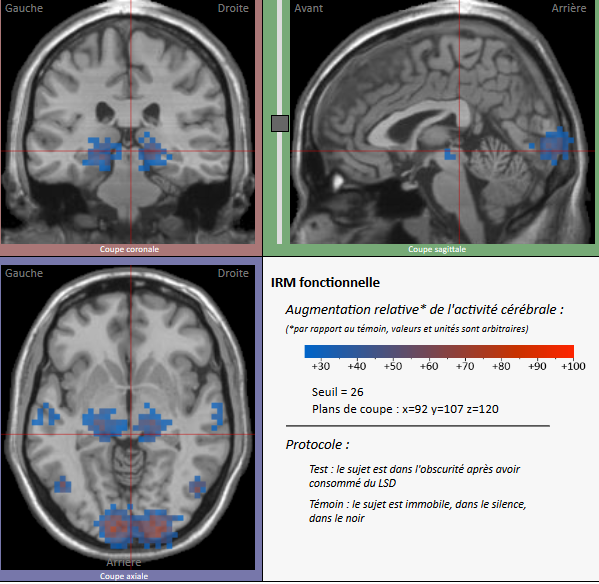 Gauche Droite
Coupe coronale
Avant Arrière
Coupe sagittale
Gauche Droite
Arrière
Coupe axiale
IRM fonctionnelle
Augmentation relative* de l'activité cérébrale :
(*par rapport au témoin, valeurs et unités sont arbitraires)
+30 +40 +50 +60 +70 +80 +90 +100
Seuil = 26
Plans de coupe : x=92 y=107 z=120
Protocole :
Test : le sujet est dans l'obscurité après avoir
consommé du LSD
Témoin : le sujet est immobile, dans le silence,
dans le noir